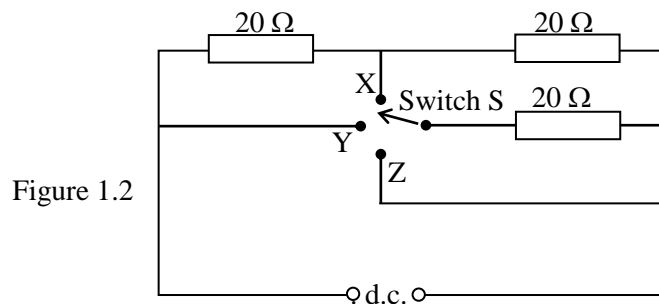 20 Ω 20 Ω
X
Switch S
20 Ω
Y
Z
Figure 1.2
d.c.